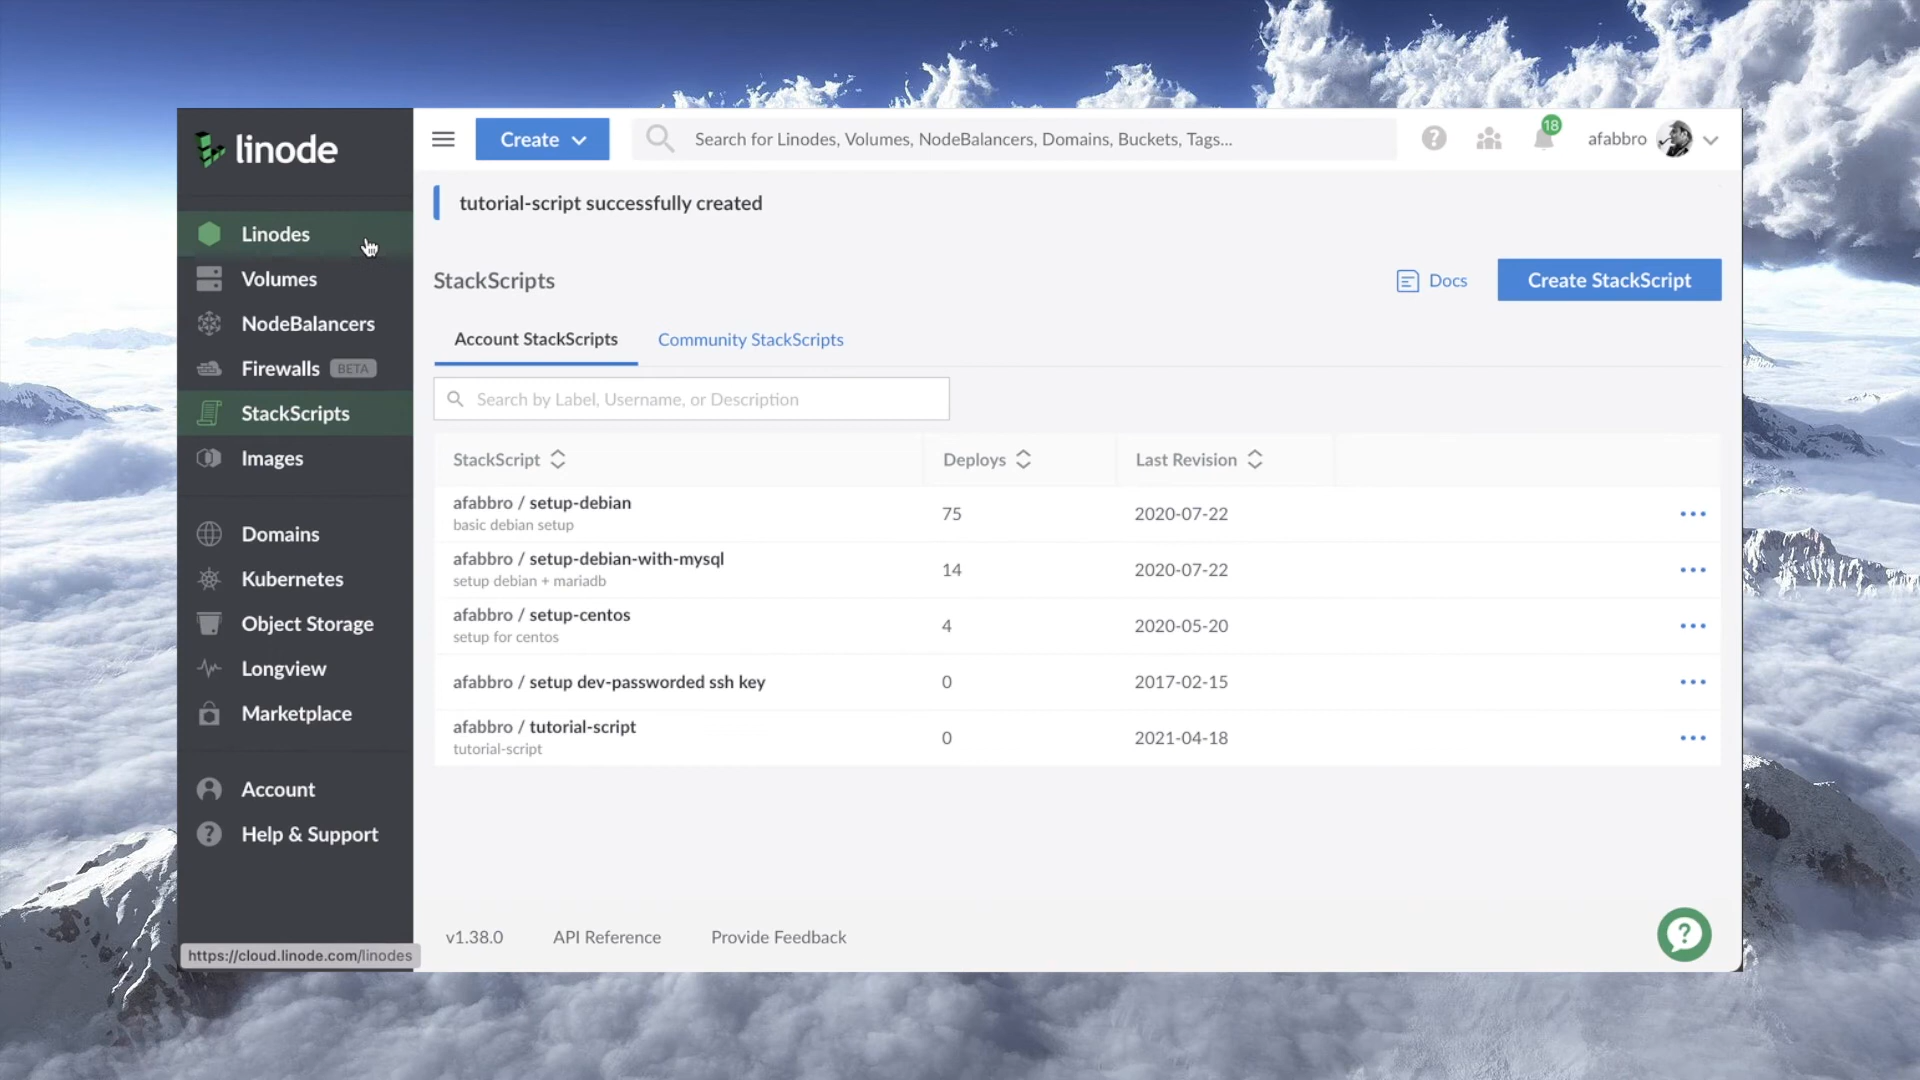 linode
Create
Search for Linodes, Volumes, NodeBalancers, Domains, Buckets, Tags...
18
afabbro
tutorial-script successfully created
Linodes
Volumes
NodeBalancers
Firewalls BETA
StackScripts
Images
Domains
Kubernetes
Object Storage
Longview
Marketplace
Account
Help & Support
StackScripts
Docs
Create StackScript
Account StackScripts
Community StackScripts
Search by Label, Username, or Description
StackScript Deploys Last Revision
afabbro / setup-debian 75 2020-07-22
basic debian setup
afabbro / setup-debian-with-mysql 14 2020-07-22
setup debian + mariadb
afabbro / setup-centos 4 2020-05-20
setup for centos
afabbro / setup dev-passworded ssh key 0 2017-02-15
afabbro / tutorial-script 0 2021-04-18
tutorial-script
v1.38.0 API Reference Provide Feedback
https://cloud.linode.com/linodes